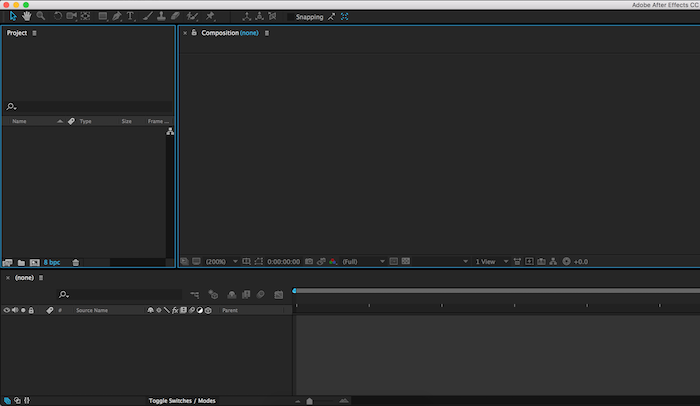 Adobe After Effects CC
Snapping
Project
Composition (none)
Name Type Size Frame ...
8 bpc
(200%) 0:00:00:00 (Full) 1 View +0.0
(none)
# Source Name fx Parent
Toggle Switches / Modes